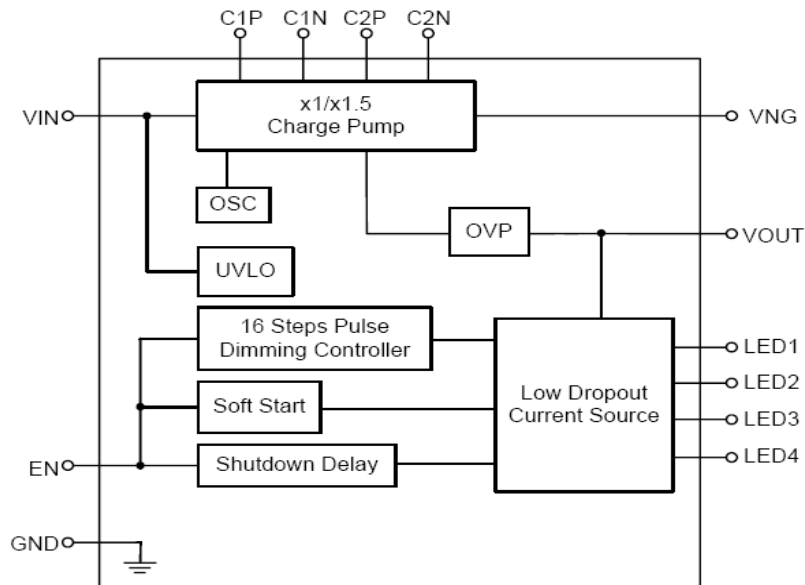 C1P C1N C2P C2N
VIN
x1/x1.5
Charge Pump
VNG
OSC
OVP
VOUT
UVLO
16 Steps Pulse
Dimming Controller
LED1
LED2
Low Dropout
Current Source
Soft Start
LED3
LED4
EN
Shutdown Delay
GND